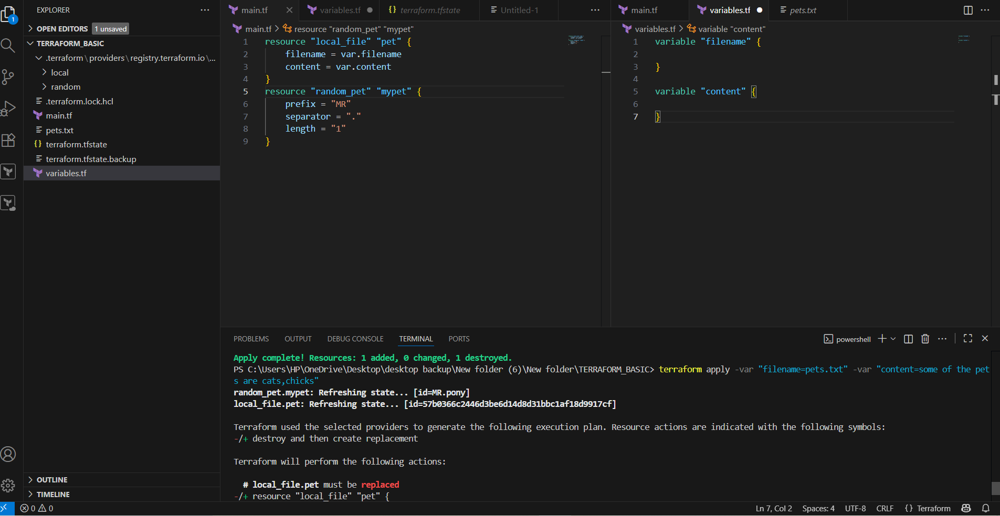 EXPLORER
OPEN EDITORS 1 unsaved
TERRAFORM_BASIC
.terraform\providers\registry.terraform.io\...
local
random
.terraform.lock.hcl
main.tf
pets.txt
terraform.tfstate
terraform.tfstate.backup
variables.tf
OUTLINE
TIMELINE
1
main.tf variables.tf {} terraform.tfstate Untitled-1 ...
main.tf > resource "random_pet" "mypet"
1 resource "local_file" "pet" {
2 filename = var.filename
3 content = var.content
4 }
5 resource "random_pet" "mypet" {
6 prefix = "MR"
7 separator = "."
8 length = "1"
9 }
main.tf variables.tf pets.txt
variables.tf > variable "content"
1 variable "filename" {
2
3 }
4
5 variable "content" {
6
7 }
PROBLEMS OUTPUT DEBUG CONSOLE TERMINAL PORTS powershell
Apply complete! Resources: 1 added, 0 changed, 1 destroyed.
PS C:\Users\HP\OneDrive\Desktop\desktop backup\New folder (6)\New folder\TERRAFORM_BASIC> terraform apply -var "filename=pets.txt" -var "content=some of the pet
s are cats,chicks"
random_pet.mypet: Refreshing state... [id=MR.pony]
local_file.pet: Refreshing state... [id=57b0366c2446d3be6d14d8d31bbc1af18d9917cf]
Terraform used the selected providers to generate the following execution plan. Resource actions are indicated with the following symbols:
-/+ destroy and then create replacement
Terraform will perform the following actions:
# local_file.pet must be replaced
-/+ resource "local_file" "pet" {
0 0 Ln 7, Col 2 Spaces: 4 UTF-8 CRLF {} Terraform